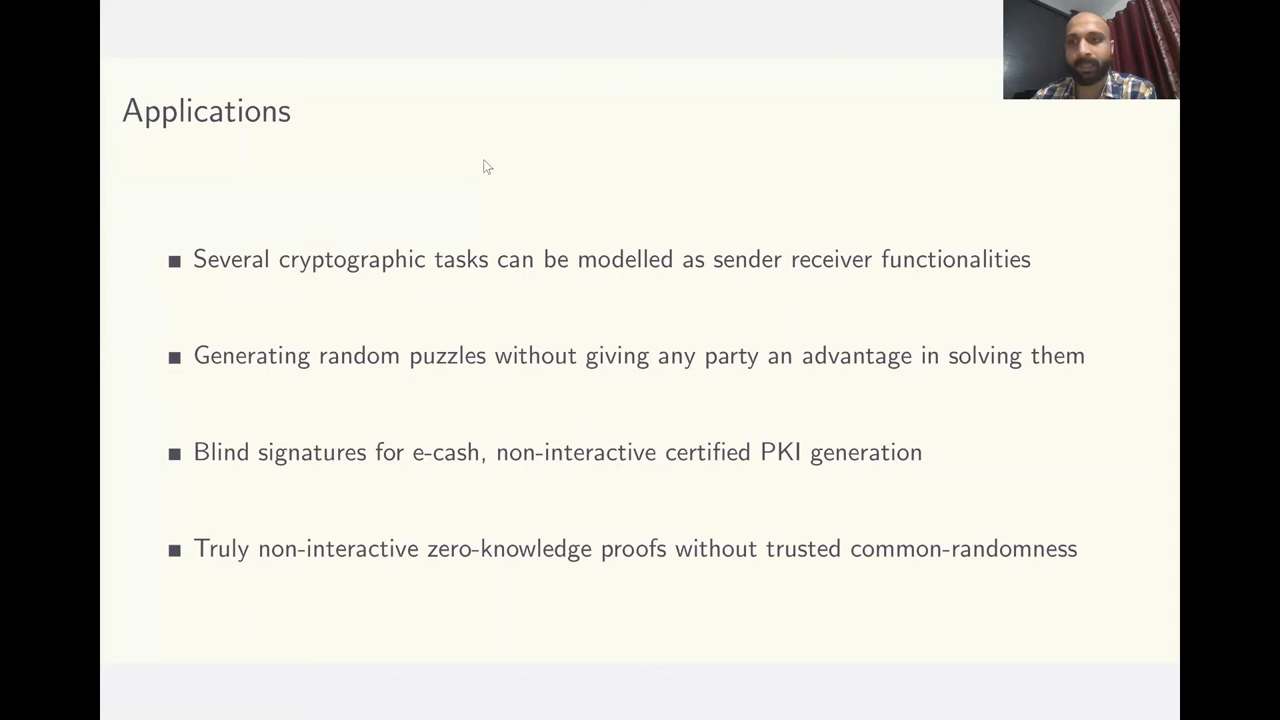 Applications
Several cryptographic tasks can be modelled as sender receiver functionalities
Generating random puzzles without giving any party an advantage in solving them
Blind signatures for e-cash, non-interactive certified PKI generation
Truly non-interactive zero-knowledge proofs without trusted common-randomness